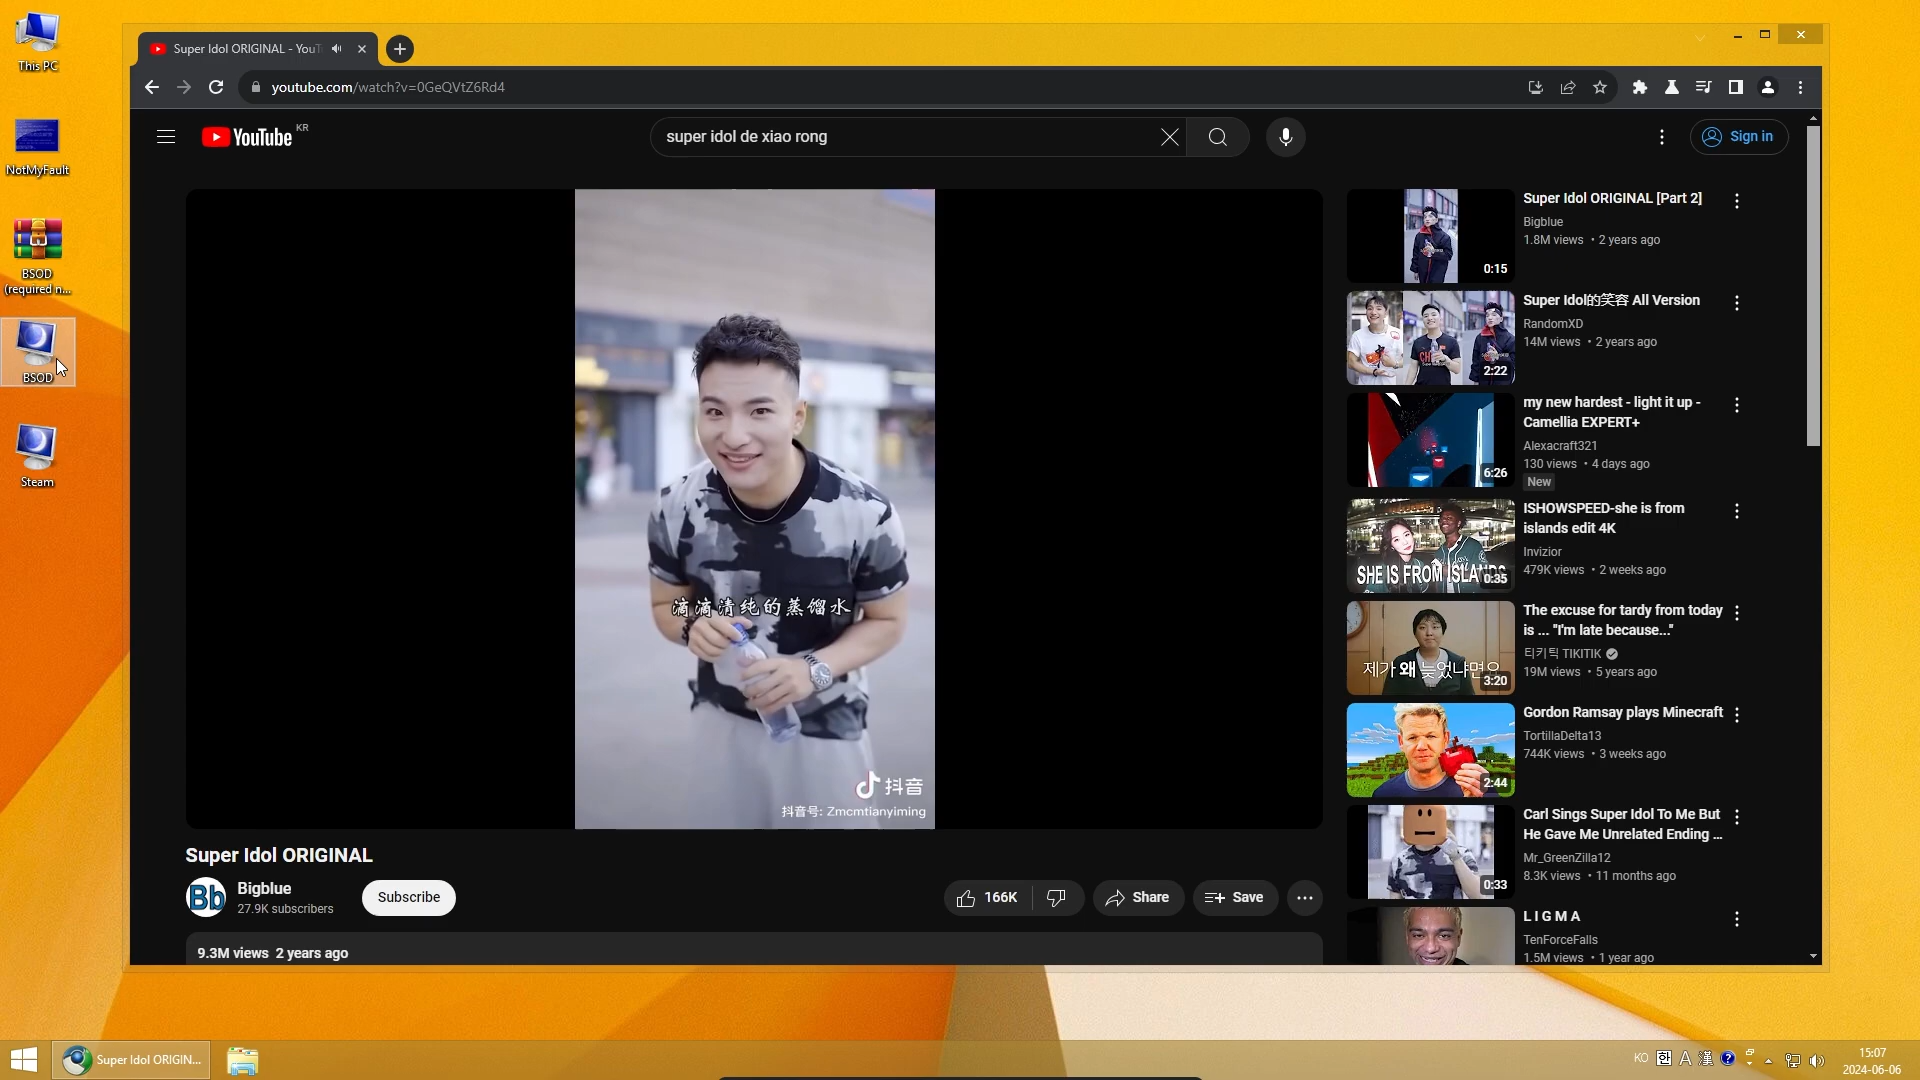 This PC
NotMyFault
BSOD
(required n...
BSOD
Steam
Super Idol ORIGINAL - YouT
youtube.com/watch?v=0GeQVtZ6Rd4
YouTube KR
super idol de xiao rong
Sign in
滴滴清纯的蒸馏水
抖音
抖音号: Zmcmtianyiming
Super Idol ORIGINAL
Bb
Bigblue
27.9K subscribers
Subscribe
166K
Share
Save
9.3M views 2 years ago
0:15
Super Idol ORIGINAL [Part 2]
Bigblue
1.8M views • 2 years ago
2:22
Super Idol的笑容 All Version
RandomXD
14M views • 2 years ago
6:26
my new hardest - light it up -
Camellia EXPERT+
Alexacraft321
130 views • 4 days ago
New
SHE IS FROM ISLANDS
0:35
ISHOWSPEED-she is from
islands edit 4K
Invizior
479K views • 2 weeks ago
제가 왜 늦었냐면요
3:20
The excuse for tardy from today
is ... "I'm late because..."
티키틱 TIKITIK
19M views • 5 years ago
2:44
Gordon Ramsay plays Minecraft
TortillaDelta13
744K views • 3 weeks ago
0:33
Carl Sings Super Idol To Me But
He Gave Me Unrelated Ending ...
Mr_GreenZilla12
8.3K views • 11 months ago
L I G M A
TenForceFalls
1.5M views • 1 year ago
Super Idol ORIGIN...
KO 한 A 漢
15:07
2024-06-06